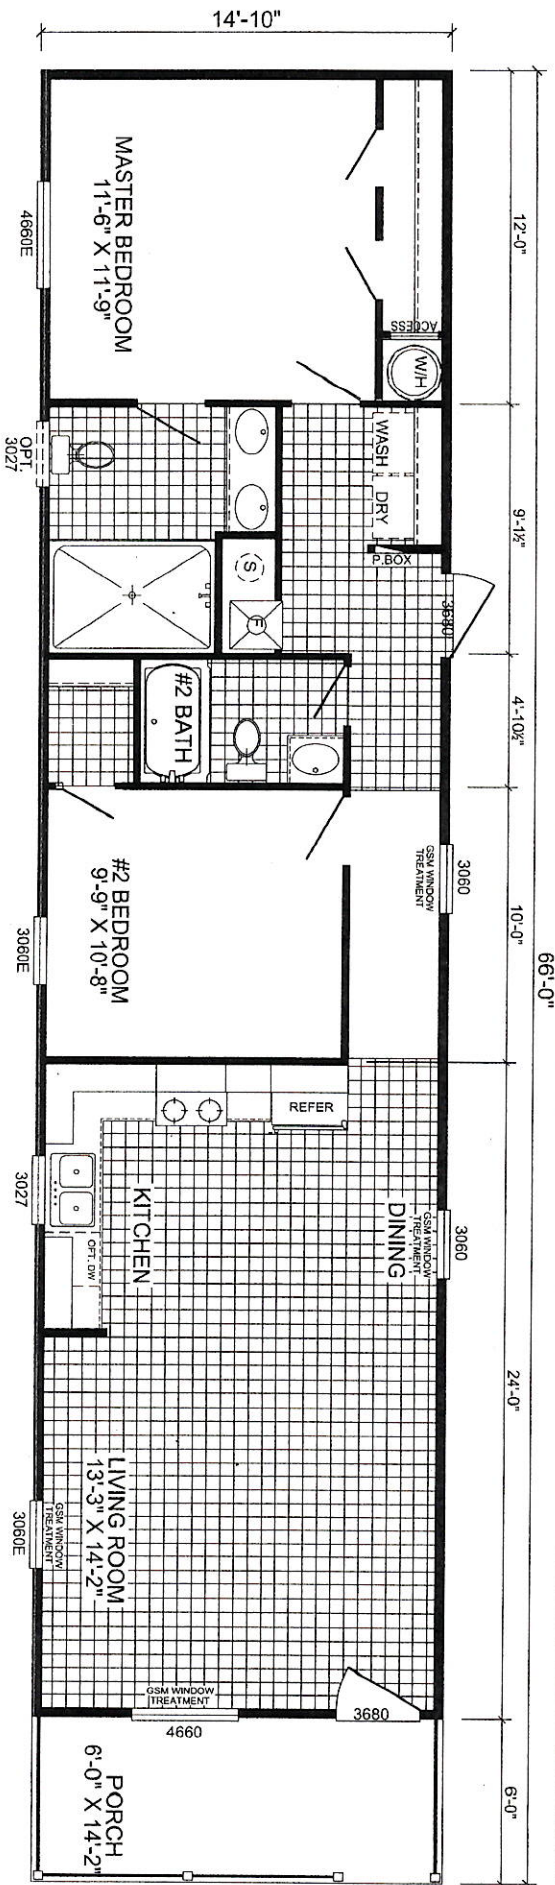 14'-10"
66'-0"
12'-0"
9'-1½"
4'-10½"
10'-0"
24'-0"
6'-0"
MASTER BEDROOM
11'-6" X 11'-9"
4660E
ACCESS
W/H
WASH
DRY
P.BOX
3680
OPT.
3027
S
F
#2 BATH
#2 BEDROOM
9'-9" X 10'-8"
3060E
3060
GSM WINDOW
TREATMENT
REFER
KITCHEN
OPT. DW
3027
DINING
GSM WINDOW
TREATMENT
3060
LIVING ROOM
13'-3" X 14'-2"
GSM WINDOW
TREATMENT
3060E
GSM WINDOW
TREATMENT
4660
3680
PORCH
6'-0" X 14'-2"